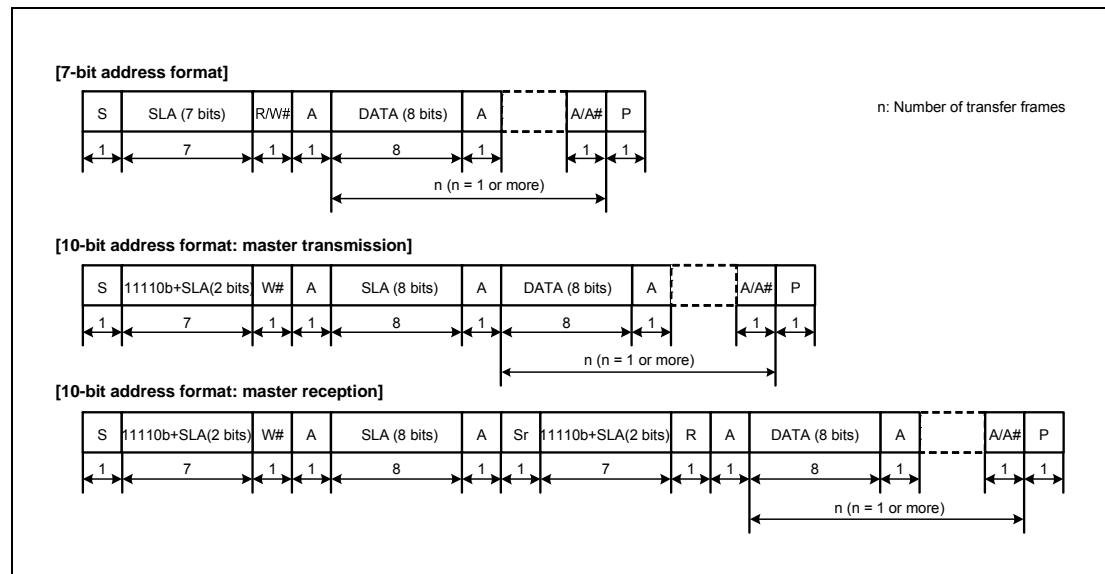 [7-bit address format]
S SLA (7 bits) R/W# A DATA (8 bits) A A/A# P
n: Number of transfer frames
1 7 1 1 8 1 1 1
n (n = 1 or more)
[10-bit address format: master transmission]
S 11110b+SLA(2 bits) W# A SLA (8 bits) A DATA (8 bits) A A/A# P
1 7 1 1 8 1 8 1 1 1
n (n = 1 or more)
[10-bit address format: master reception]
S 11110b+SLA(2 bits) W# A SLA (8 bits) A Sr 11110b+SLA(2 bits) R A DATA (8 bits) A A/A# P
1 7 1 1 8 1 1 7 1 1 8 1 1 1
n (n = 1 or more)